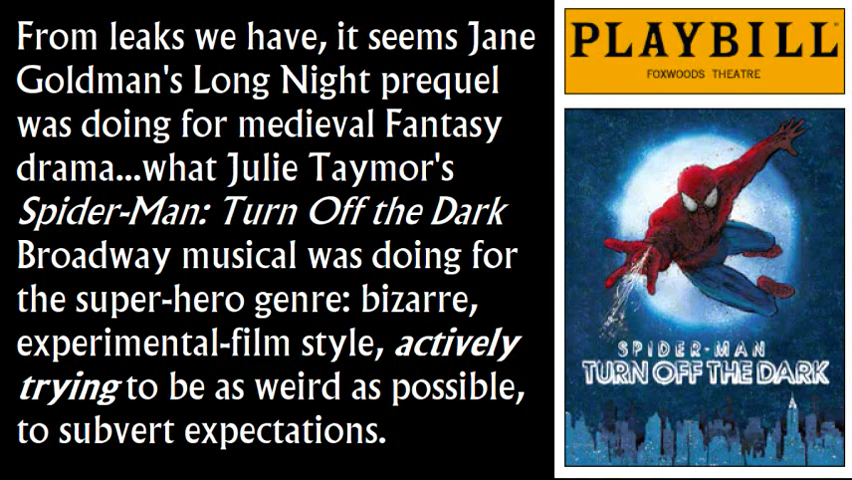 From leaks we have, it seems Jane
Goldman's Long Night prequel
was doing for medieval Fantasy
drama...what Julie Taymor's
Spider-Man: Turn Off the Dark
Broadway musical was doing for
the super-hero genre: bizarre,
experimental-film style, actively
trying to be as weird as possible,
to subvert expectations.
PLAYBILL
FOXWOODS THEATRE
SPIDER-MAN
TURN OFF THE DARK